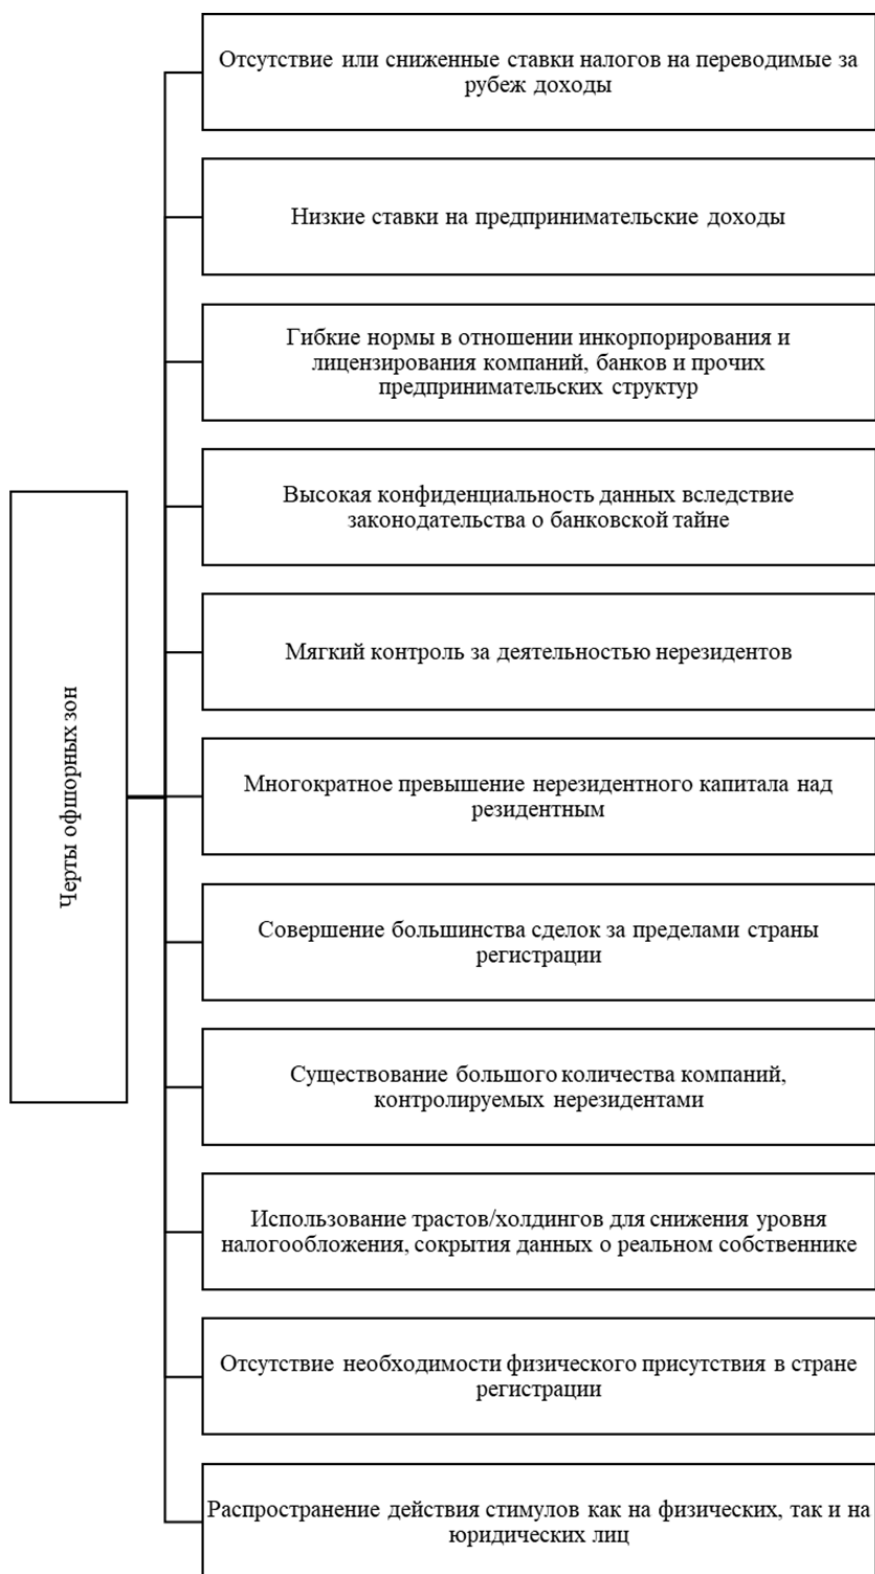 Черты офшорных зон
Отсутствие или сниженные ставки налогов на переводимые за
рубеж доходы
Низкие ставки на предпринимательские доходы
Гибкие нормы в отношении инкорпорирования и
лицензирования компаний, банков и прочих
предпринимательских структур
Высокая конфиденциальность данных вследствие
законодательства о банковской тайне
Мягкий контроль за деятельностью нерезидентов
Многократное превышение нерезидентного капитала над
резидентным
Совершение большинства сделок за пределами страны
регистрации
Существование большого количества компаний,
контролируемых нерезидентами
Использование трастов/холдингов для снижения уровня
налогообложения, сокрытия данных о реальном собственнике
Отсутствие необходимости физического присутствия в стране
регистрации
Распространение действия стимулов как на физических, так и на
юридических лиц